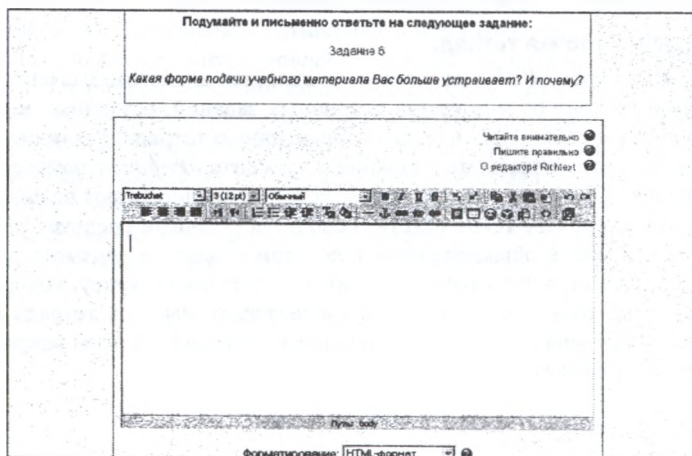 Подумайте и письменно ответьте на следующее задание:
Задание 6
Какая форма подачи учебного материала Вас больше устраивает? И почему?
Читайте внимательно
Пишите правильно
О редакторе Richtext
Trebuchet 3 (12 pt) Обычный
Путь: body
Форматирование: HTML-формат